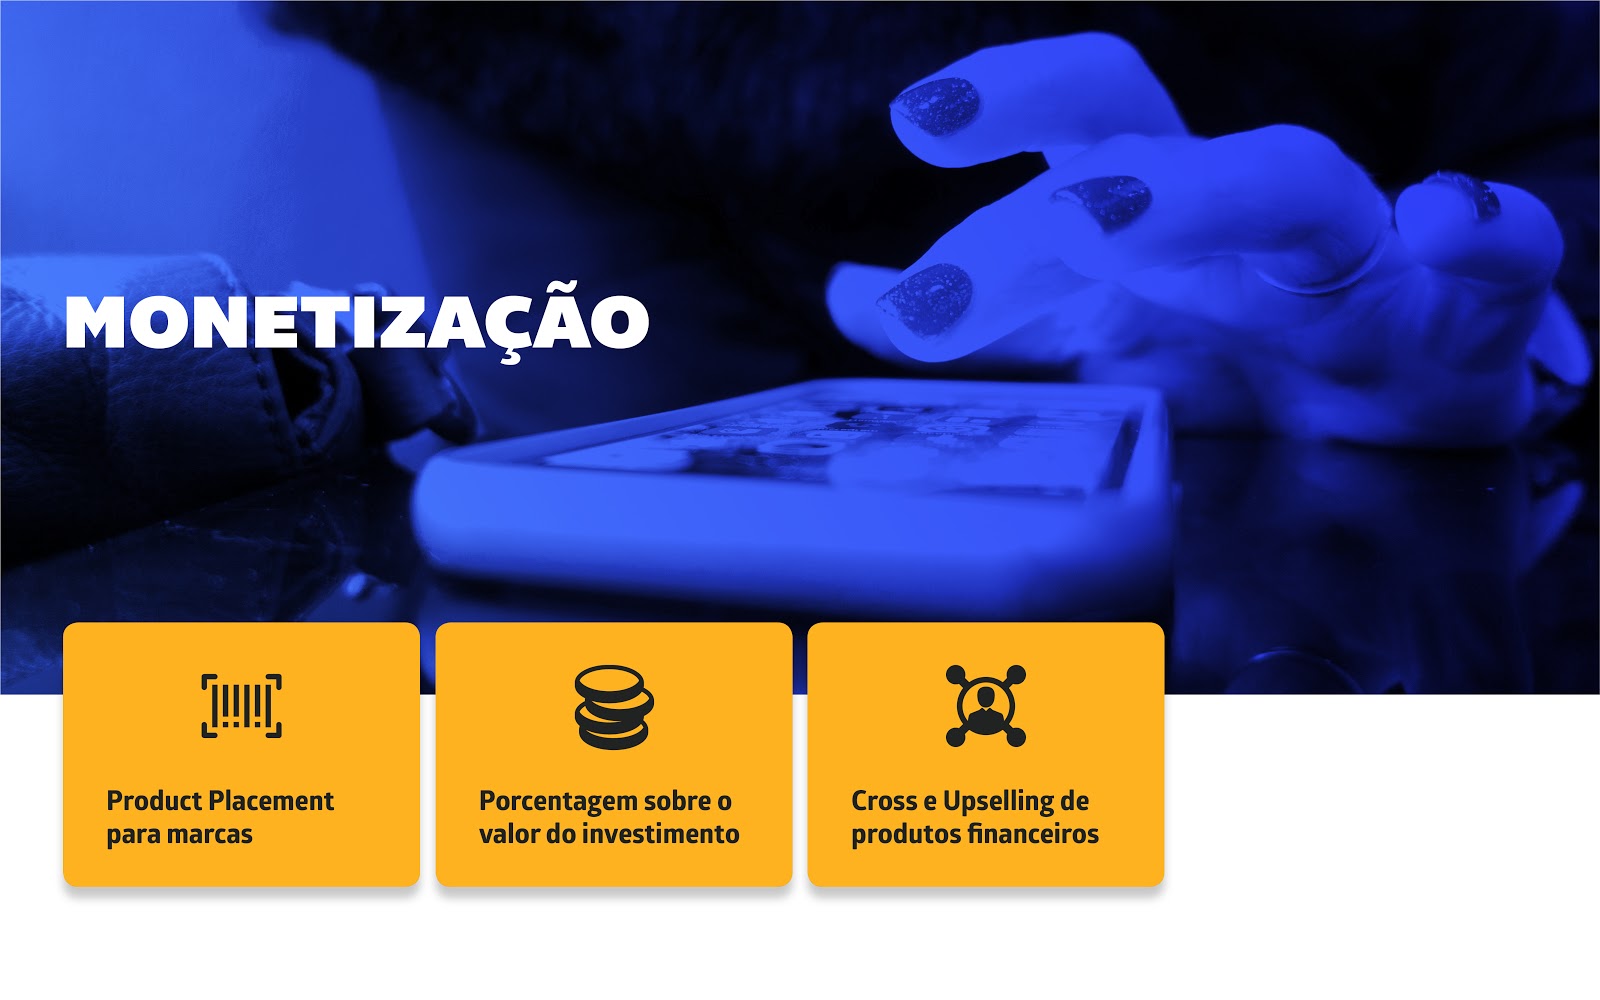 MONETIZAÇÃO
Product Placement
para marcas
Porcentagem sobre o
valor do investimento
Cross e Upselling de
produtos financeiros